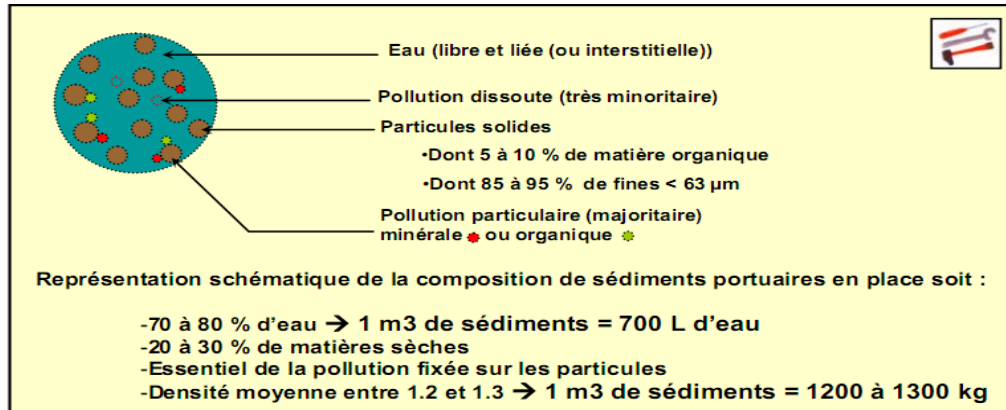 Eau (libre et liée (ou interstitielle))
Pollution dissoute (très minoritaire)
Particules solides
•Dont 5 à 10 % de matière organique
•Dont 85 à 95 % de fines < 63 µm
Pollution particulaire (majoritaire)
minérale ou organique
Représentation schématique de la composition de sédiments portuaires en place soit :
-70 à 80 % d'eau → 1 m3 de sédiments = 700 L d'eau
-20 à 30 % de matières sèches
-Essentiel de la pollution fixée sur les particules
-Densité moyenne entre 1.2 et 1.3 → 1 m3 de sédiments = 1200 à 1300 kg